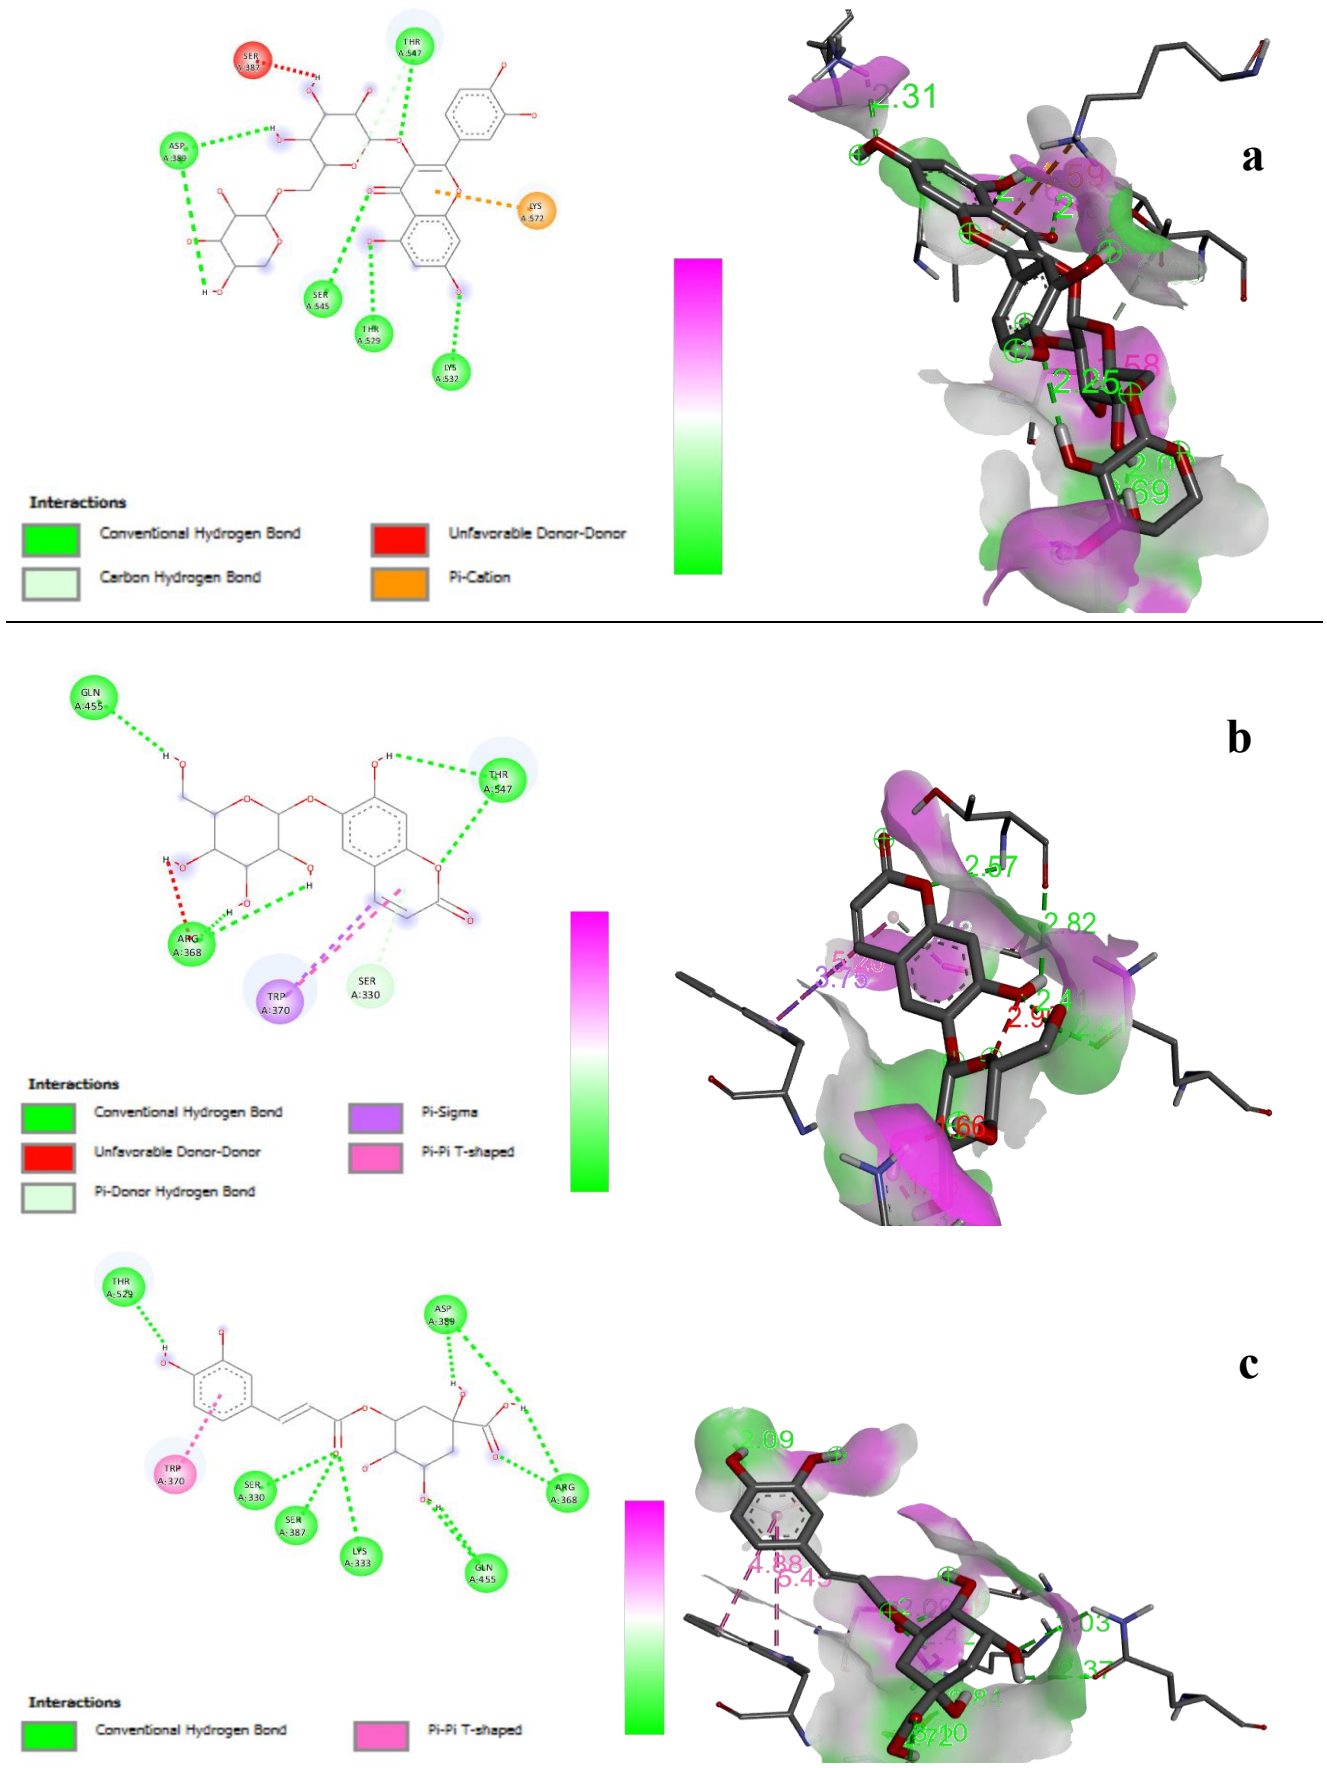 THR
A:547
SER
A:387
ASP
A:389
LYS
A:572
SER
A:545
THR
A:529
LYS
A:532
H
O
Interactions
Conventional Hydrogen Bond
Unfavorable Donor-Donor
Carbon Hydrogen Bond
Pi-Cation
a
2.31
2.25
GLN
A:455
THR
A:547
ARG
A:368
TRP
A:370
SER
A:330
Interactions
Conventional Hydrogen Bond
Pi-Sigma
Unfavorable Donor-Donor
Pi-Pi T-shaped
Pi-Donor Hydrogen Bond
b
2.57
2.82
3.75
THR
A:529
ASP
A:389
TRP
A:370
SER
A:330
SER
A:387
LYS
A:333
ARG
A:368
GLN
A:455
Interactions
Conventional Hydrogen Bond
Pi-Pi T-shaped
c
2.09
4.88